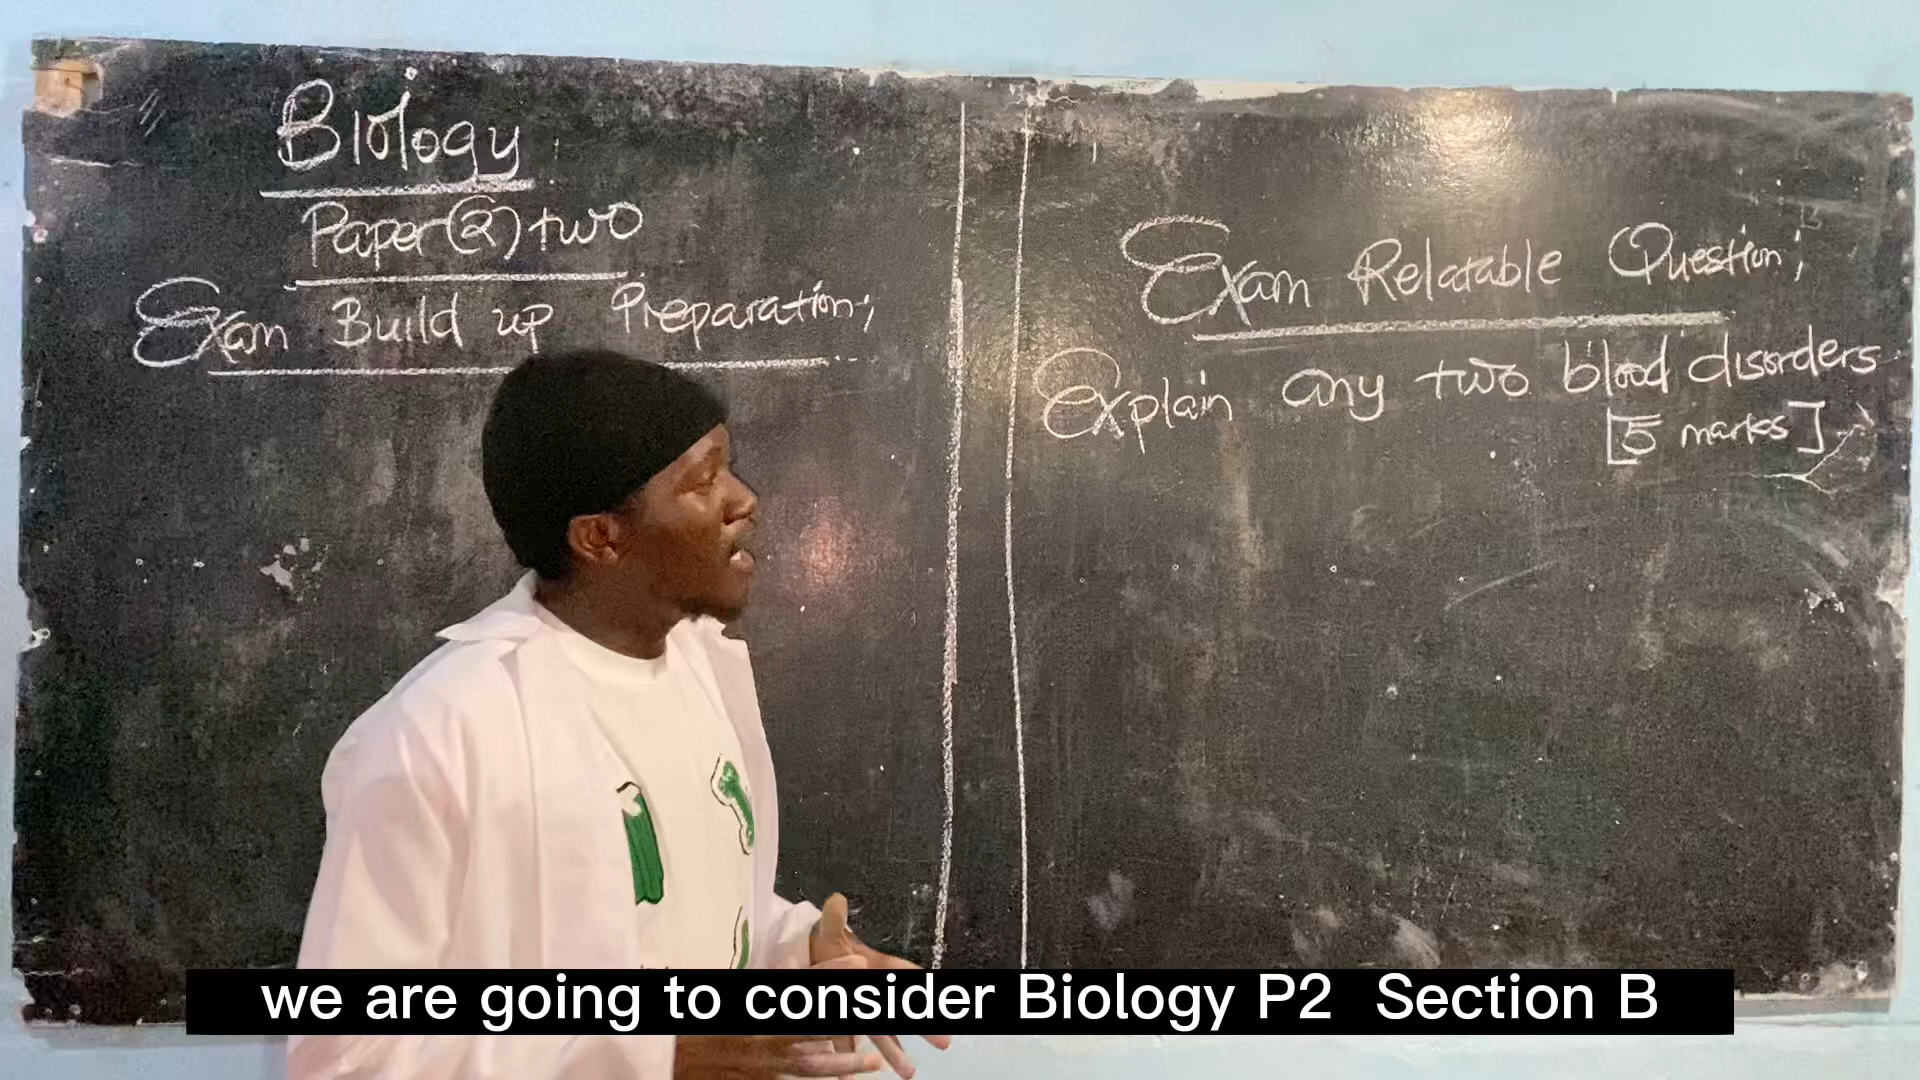 Biology
Paper (2) two
Exam Build up Preparation;
Exam Relatable Question;
Explain any two blood disorders
[5 marks]
we are going to consider Biology P2 Section B